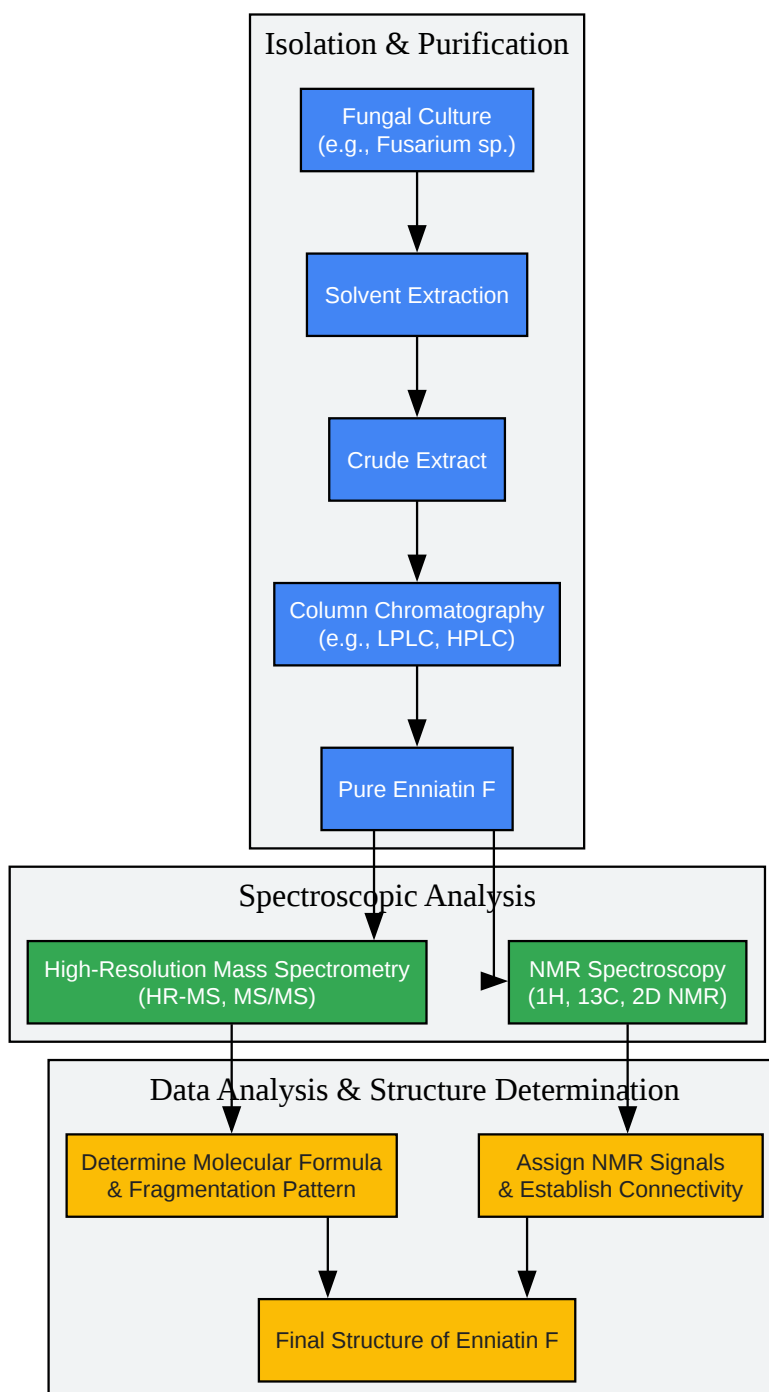 Isolation & Purification
Fungal Culture
(e.g., Fusarium sp.)
Solvent Extraction
Crude Extract
Column Chromatography
(e.g., LPLC, HPLC)
Pure Enniatin F
Spectroscopic Analysis
High-Resolution Mass Spectrometry
(HR-MS, MS/MS)
NMR Spectroscopy
(1H, 13C, 2D NMR)
Data Analysis & Structure Determination
Determine Molecular Formula
& Fragmentation Pattern
Assign NMR Signals
& Establish Connectivity
Final Structure of Enniatin F